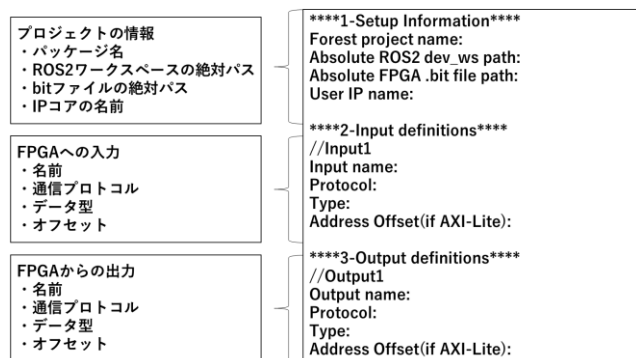 プロジェクトの情報
・パッケージ名
・ROS2ワークスペースの絶対パス
・bitファイルの絶対パス
・IPコアの名前
FPGAへの入力
・名前
・通信プロトコル
・データ型
・オフセット
FPGAからの出力
・名前
・通信プロトコル
・データ型
・オフセット
****1-Setup Information****
Forest project name:
Absolute ROS2 dev_ws path:
Absolute FPGA .bit file path:
User IP name:
****2-Input definitions****
//Input1
Input name:
Protocol:
Type:
Address Offset(if AXI-Lite):
****3-Output definitions****
//Output1
Output name:
Protocol:
Type:
Address Offset(if AXI-Lite):